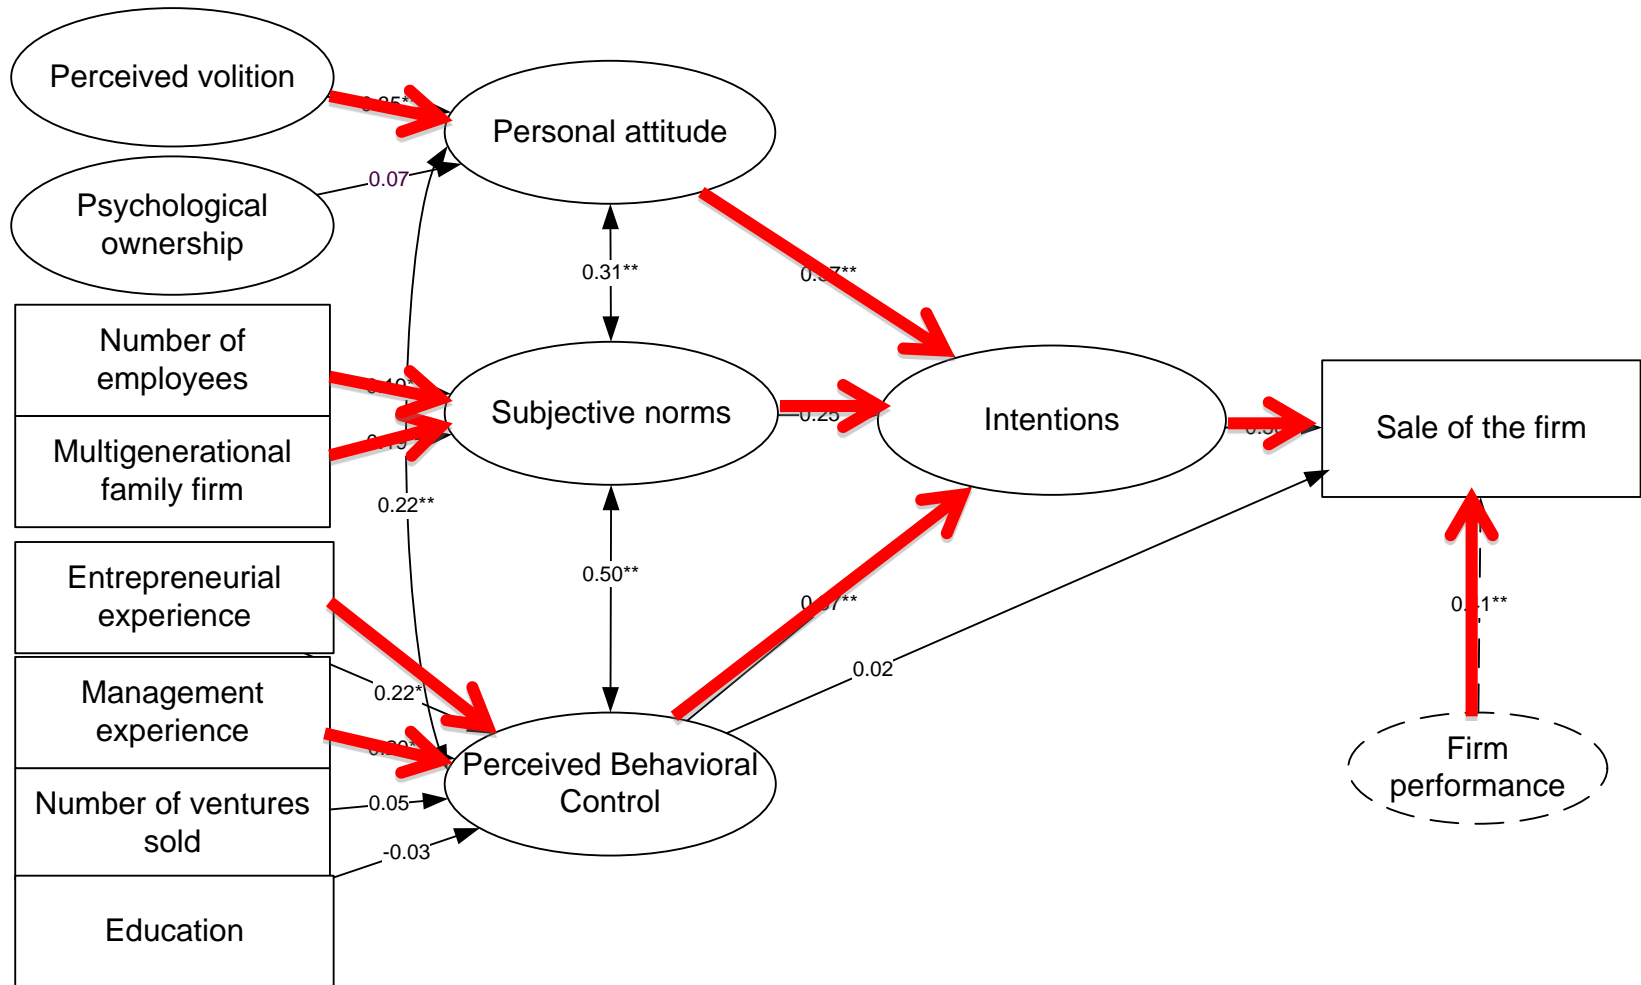 Perceived volition
Psychological
ownership
Number of
employees
Multigenerational
family firm
Entrepreneurial
experience
Management
experience
Number of ventures
sold
Education
0.07
0.22**
0.22*
0.05
-0.03
Personal attitude
0.31**
Subjective norms
0.50**
Perceived Behavioral
Control
0.02
Intentions
Sale of the firm
Firm
performance